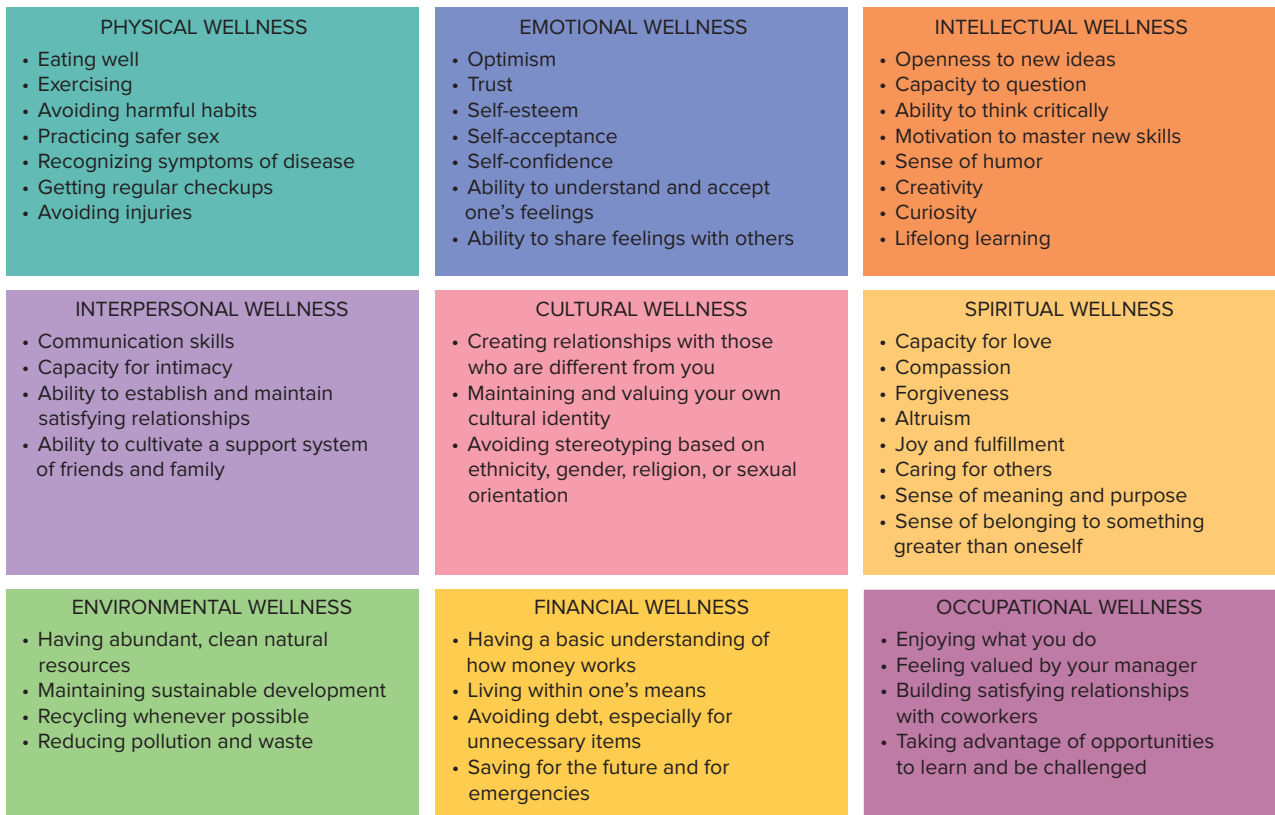 PHYSICAL WELLNESS
• Eating well
• Exercising
• Avoiding harmful habits
• Practicing safer sex
• Recognizing symptoms of disease
• Getting regular checkups
• Avoiding injuries
EMOTIONAL WELLNESS
• Optimism
• Trust
• Self-esteem
• Self-acceptance
• Self-confidence
• Ability to understand and accept
one’s feelings
• Ability to share feelings with others
INTELLECTUAL WELLNESS
• Openness to new ideas
• Capacity to question
• Ability to think critically
• Motivation to master new skills
• Sense of humor
• Creativity
• Curiosity
• Lifelong learning
INTERPERSONAL WELLNESS
• Communication skills
• Capacity for intimacy
• Ability to establish and maintain
satisfying relationships
• Ability to cultivate a support system
of friends and family
CULTURAL WELLNESS
• Creating relationships with those
who are different from you
• Maintaining and valuing your own
cultural identity
• Avoiding stereotyping based on
ethnicity, gender, religion, or sexual
orientation
SPIRITUAL WELLNESS
• Capacity for love
• Compassion
• Forgiveness
• Altruism
• Joy and fulfillment
• Caring for others
• Sense of meaning and purpose
• Sense of belonging to something
greater than oneself
ENVIRONMENTAL WELLNESS
• Having abundant, clean natural
resources
• Maintaining sustainable development
• Recycling whenever possible
• Reducing pollution and waste
FINANCIAL WELLNESS
• Having a basic understanding of
how money works
• Living within one’s means
• Avoiding debt, especially for
unnecessary items
• Saving for the future and for
emergencies
OCCUPATIONAL WELLNESS
• Enjoying what you do
• Feeling valued by your manager
• Building satisfying relationships
with coworkers
• Taking advantage of opportunities
to learn and be challenged